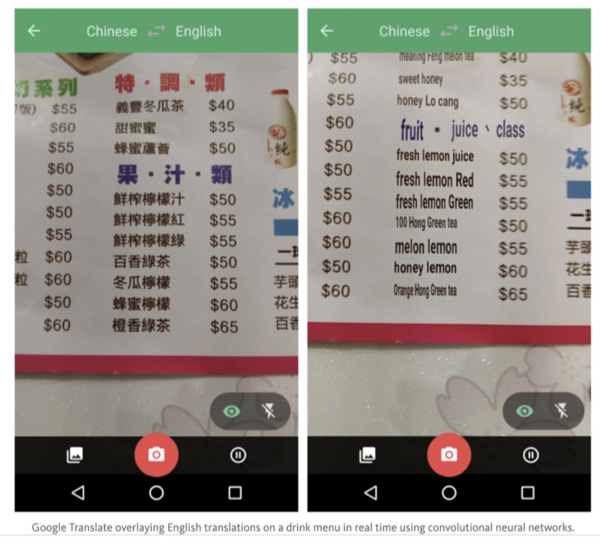 Chinese English
奶系列 特・調・類
版) $55 義豐冬瓜茶 $40
$60 甜蜜蜜 $35
$55 蜂蜜蘆薈 $50 純
$60 果・汁・類
$50 鮮榨檸檬汁 $50 冰
$50 鮮榨檸檬紅 $55
$55 鮮榨檸檬綠 $55
粒 $60 百香綠茶 $50
粒 $60 冬瓜檸檬 $55 芋頭
$50 蜂蜜檸檬 $60 花生
$60 橙香綠茶 $65 百香
Chinese English
) $55 meaning Feng melon tea $40
$60 sweet honey $35
$55 honey Lo cang $50 純
$60 fruit・juice、class
$50 fresh lemon juice $50 冰
$50 fresh lemon Red $55
$55 fresh lemon Green $55
$60 100 Hong Green tea $50
$60 melon lemon $55 芋頭
$50 honey lemon $60 花生
$60 Orange Hong Green tea $65 百香
Google Translate overlaying English translations on a drink menu in real time using convolutional neural networks.